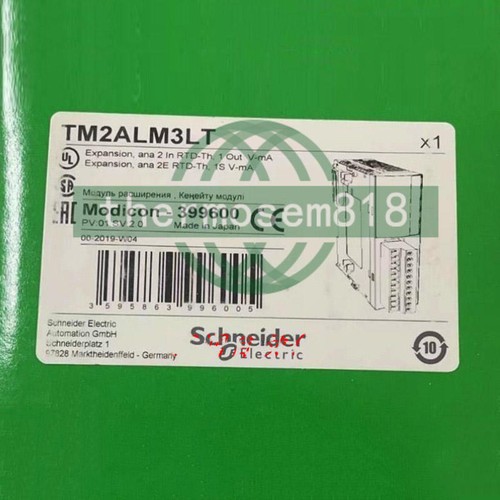 TM2ALM3LT
x1
Expansion, ana 2 In RTD-Th, 1 Out V-mA
Expansion, ana 2E RTD-Th, 1S V-mA
Модуль расширения , Кеңейту модулі
themosem818
Modicon 399600
PV:01 SV:2.0 Made in Japan
00-2019-W04
3 595863 996005
Schneider Electric
Automation GmbH
Schneiderplatz 1
97828 Marktheidenfeld - Germany
Schneider
Electric
10